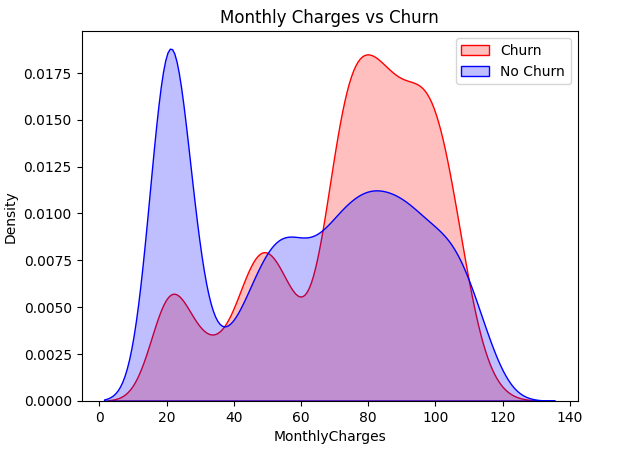 Monthly Charges vs Churn
Churn
No Churn
Density
0.0175
0.0150
0.0125
0.0100
0.0075
0.0050
0.0025
0.0000
0 20 40 60 80 100 120 140
MonthlyCharges